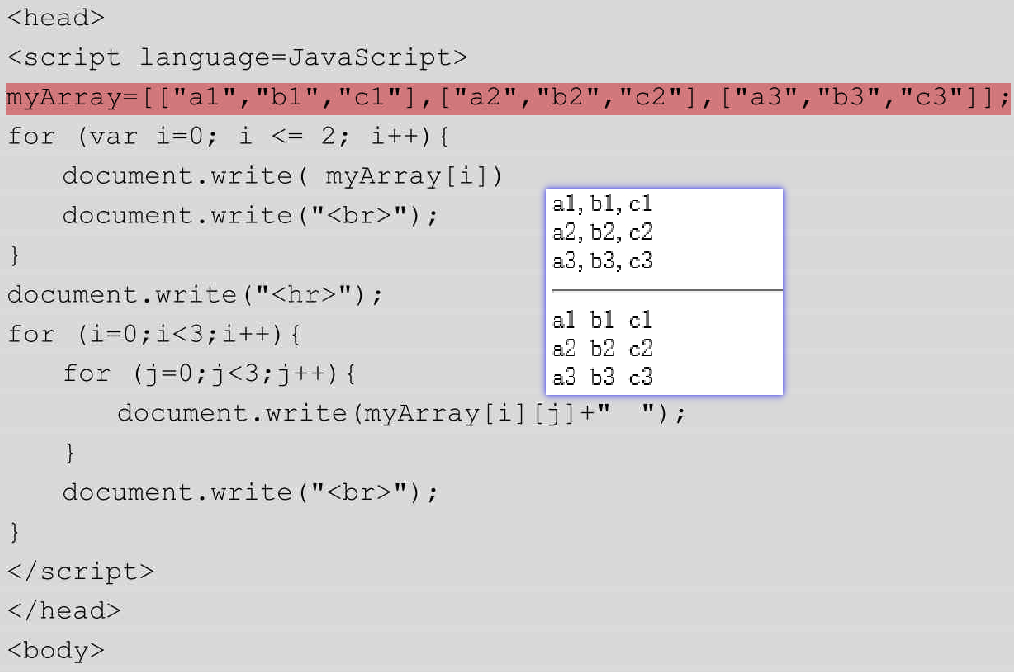 <head>
<script language=JavaScript>
myArray=[["a1","b1","c1"],["a2","b2","c2"],["a3","b3","c3"]];
for (var i=0; i <= 2; i++){
document.write( myArray[i])
document.write("<br>");
}
document.write("<hr>");
for (i=0;i<3;i++){
for (j=0;j<3;j++){
document.write(myArray[i][j]+"  ");
}
document.write("<br>");
}
</script>
</head>
<body>
a1,b1,c1
a2,b2,c2
a3,b3,c3
a1 b1 c1
a2 b2 c2
a3 b3 c3